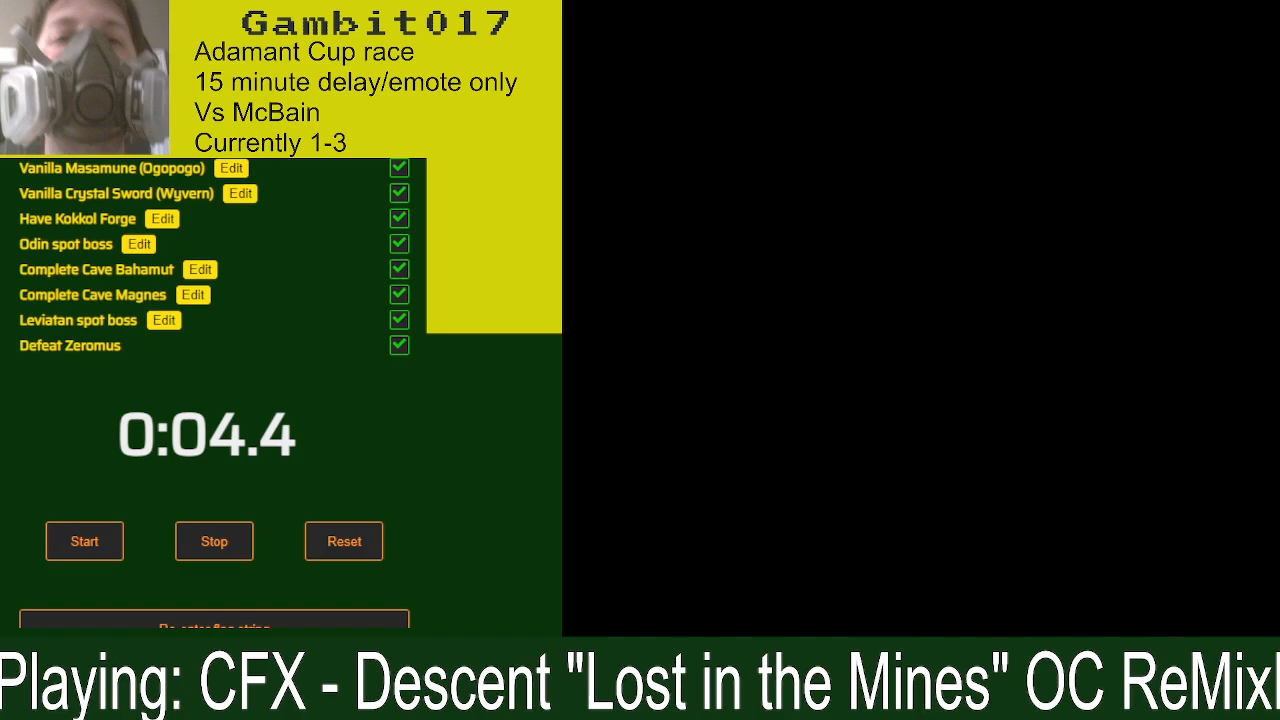 Gambit017
Adamant Cup race
15 minute delay/emote only
Vs McBain
Currently 1-3
Vanilla Masamune (Ogopogo) Edit
Vanilla Crystal Sword (Wyvern) Edit
Have Kokkol Forge Edit
Odin spot boss Edit
Complete Cave Bahamut Edit
Complete Cave Magnes Edit
Leviatan spot boss Edit
Defeat Zeromus
0:04.4
Start Stop Reset
Playing: CFX - Descent "Lost in the Mines" OC ReMix